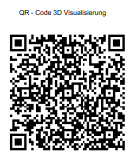 QR - Code 3D Visualisierung